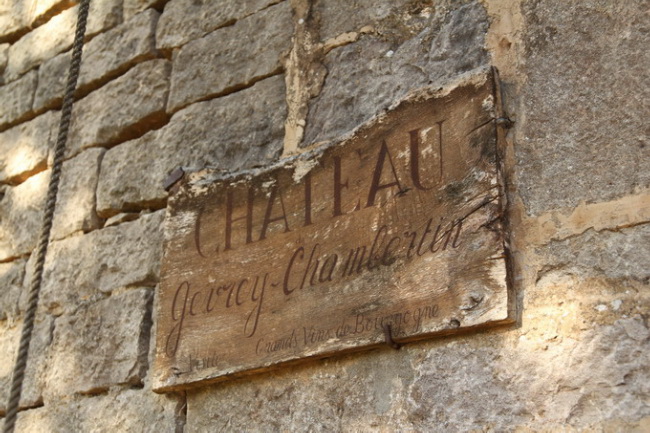 CHATEAU
Gevrey-Chambertin
Grands Vins de Bourgogne